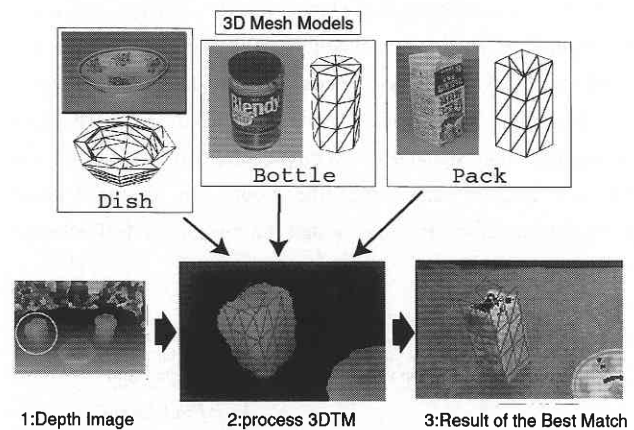 3D Mesh Models
Blendy
Dish
Bottle
Pack
1:Depth Image
2:process 3DTM
3:Result of the Best Match